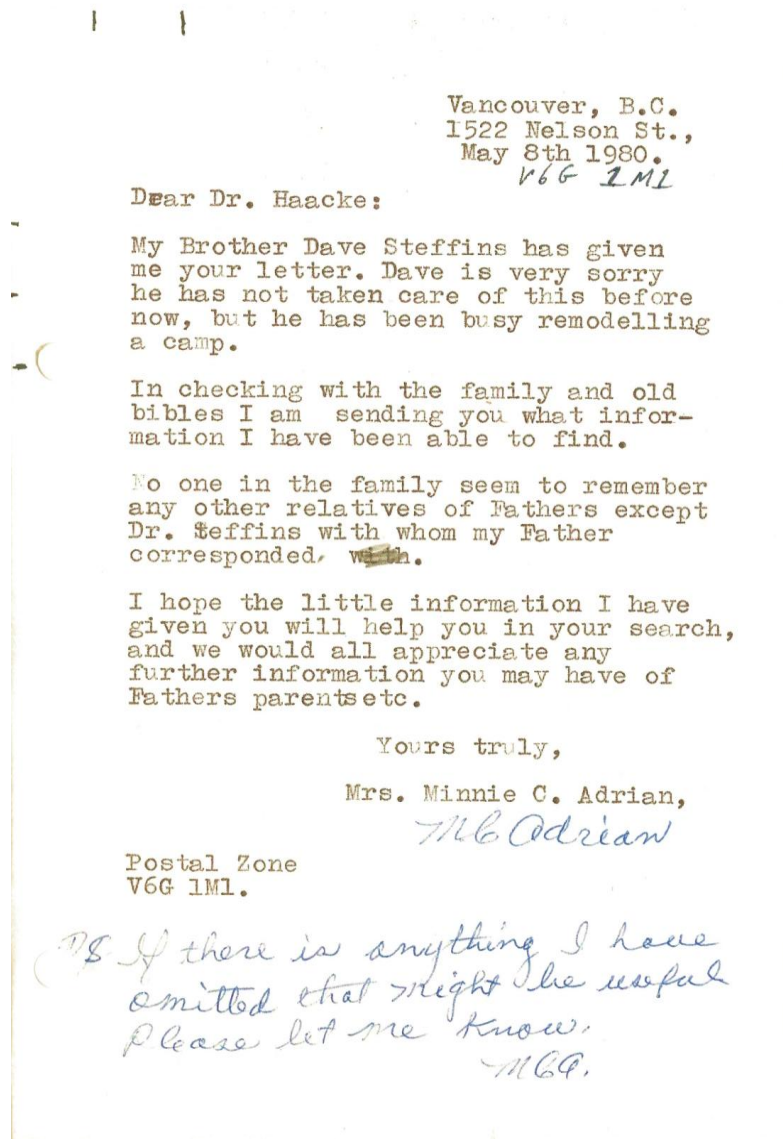 Vancouver, B.C.
1522 Nelson St.,
May 8th 1980.
V6G 1M1
Dear Dr. Haacke:
My Brother Dave Steffins has given
me your letter. Dave is very sorry
he has not taken care of this before
now, but he has been busy remodelling
a camp.
In checking with the family and old
bibles I am sending you what infor-
mation I have been able to find.
No one in the family seem to remember
any other relatives of Fathers except
Dr. Steffins with whom my Father
corresponded, with.
I hope the little information I have
given you will help you in your search,
and we would all appreciate any
further information you may have of
Fathers parents etc.
Yours truly,
Mrs. Minnie C. Adrian,
MC Adrian
Postal Zone
V6G 1M1.
PS If there is anything I have
omitted that might be useful
Please let me know.
MCA.